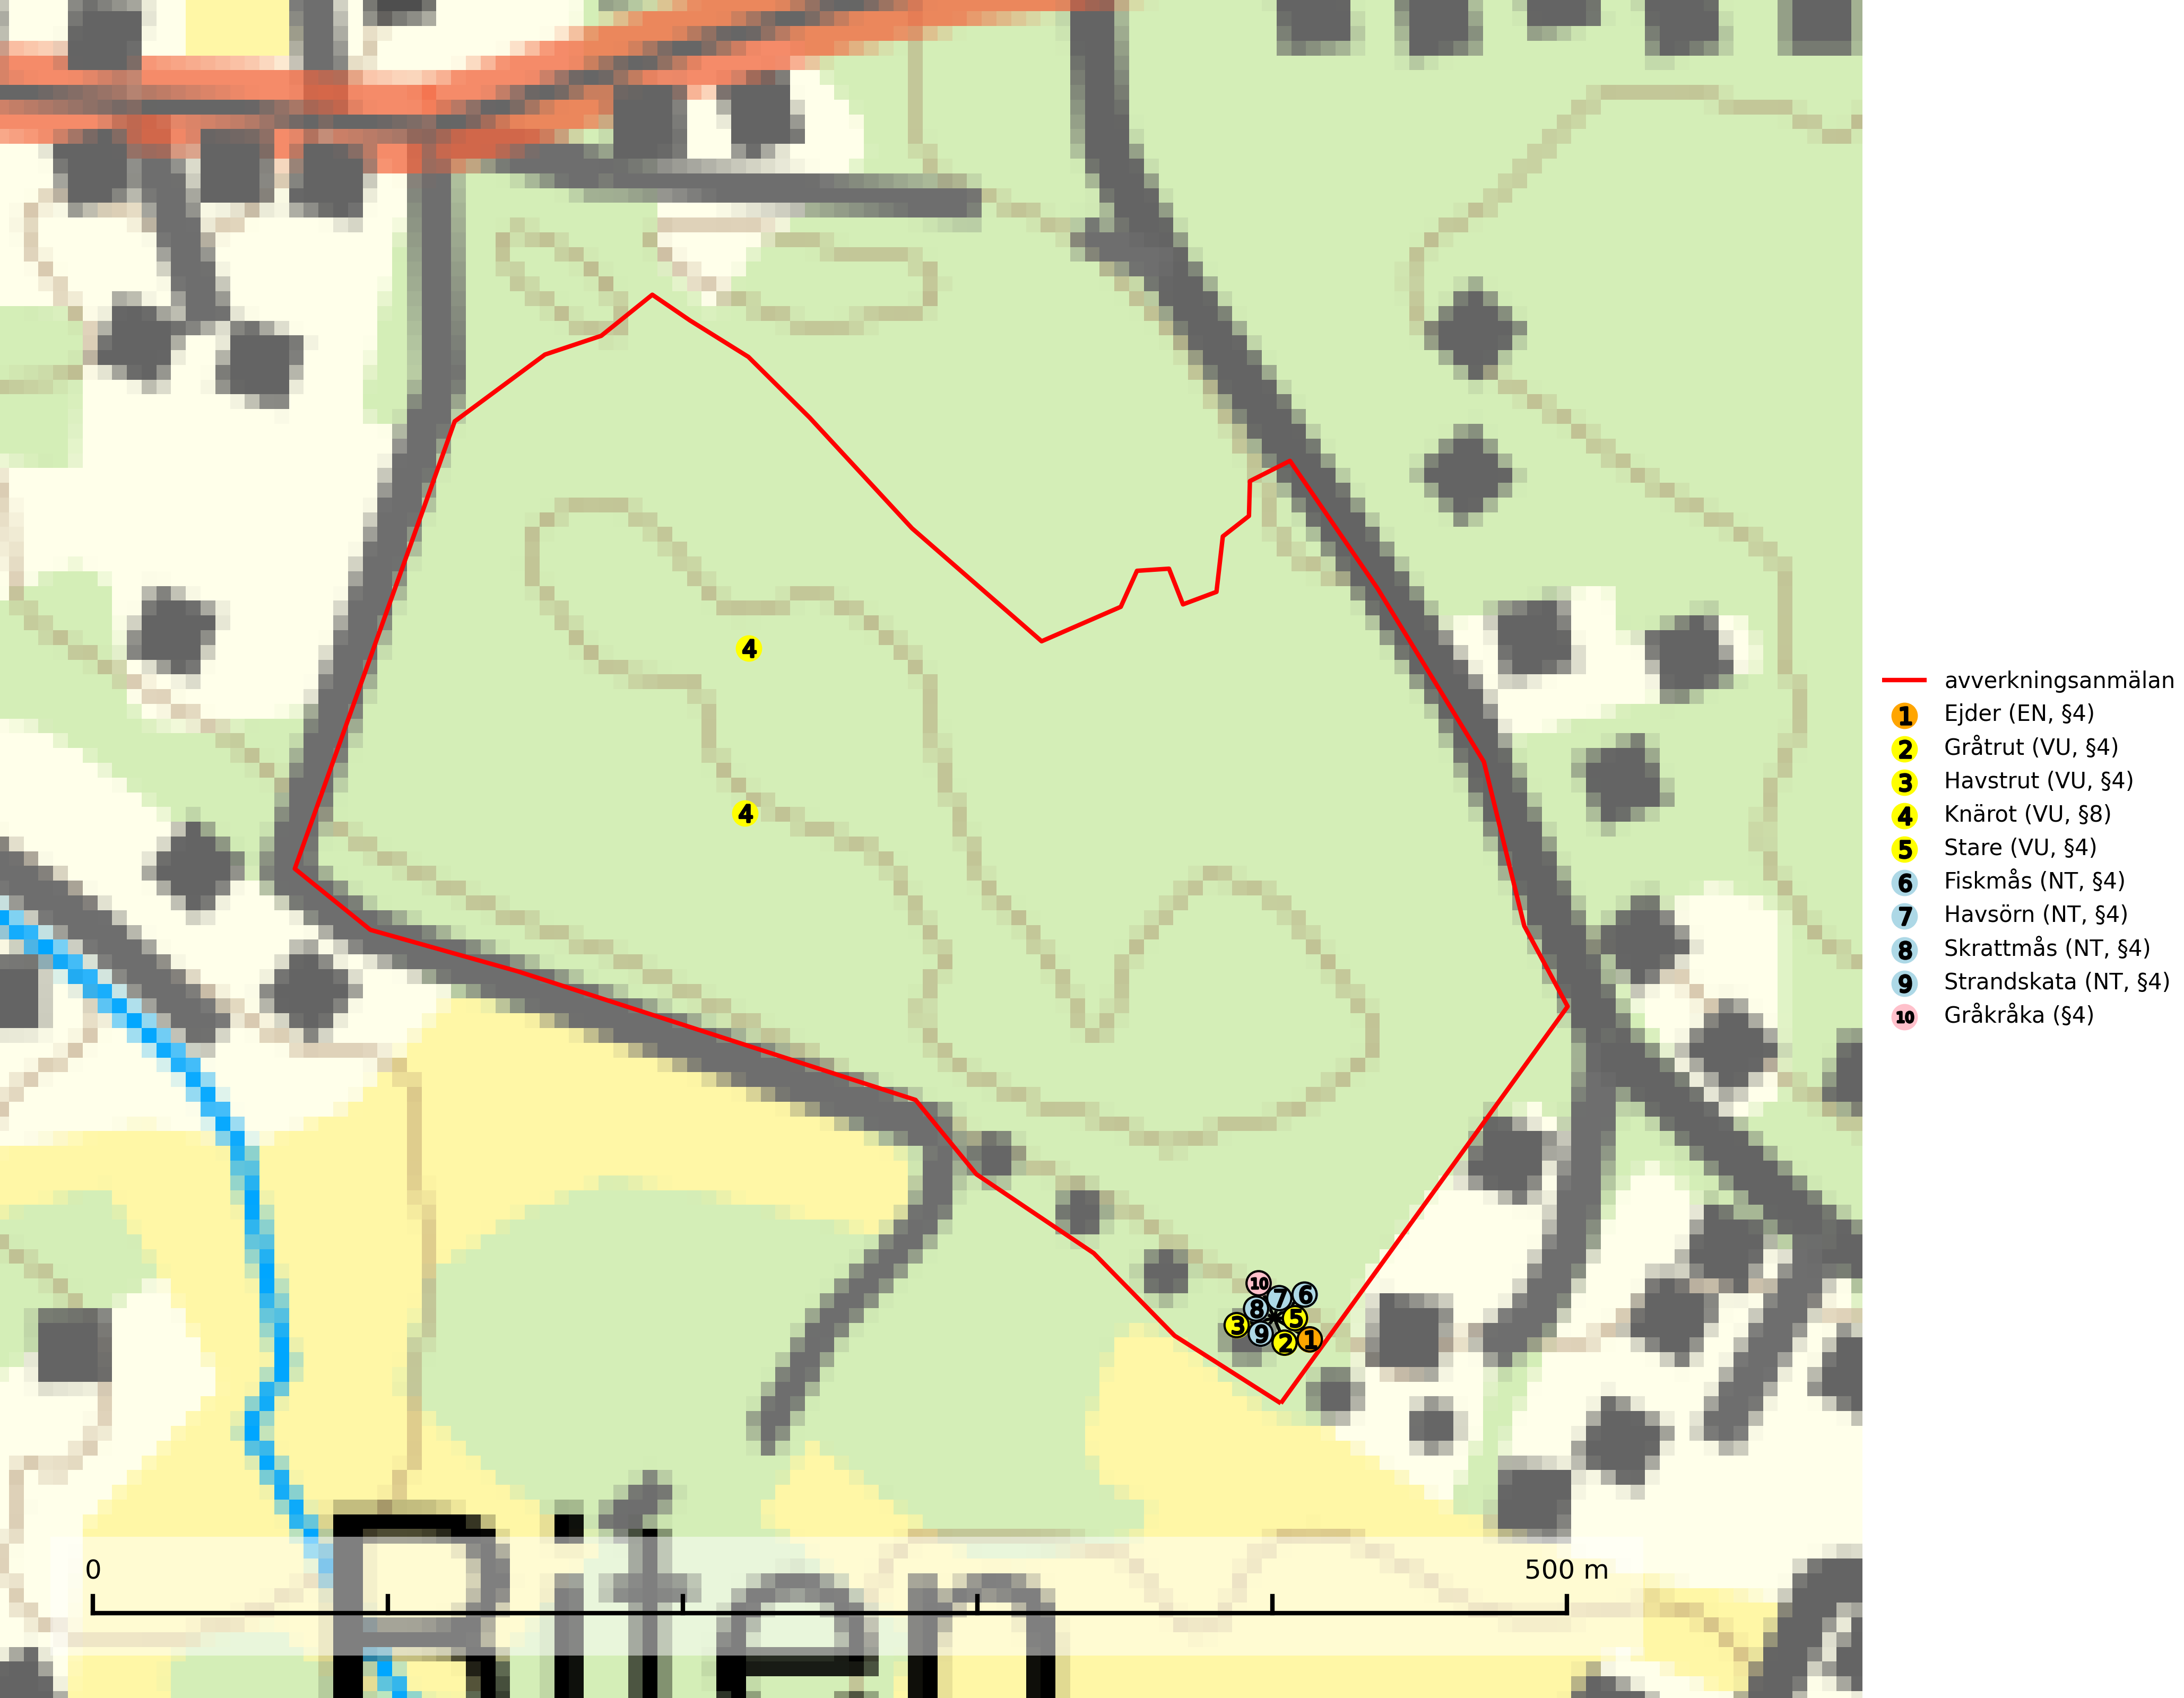 4
4
10
7
6
8
5
3
9
2
1
avverkningsanmälan
1 Ejder (EN, §4)
2 Gråtrut (VU, §4)
3 Havstrut (VU, §4)
4 Knärot (VU, §8)
5 Stare (VU, §4)
6 Fiskmås (NT, §4)
7 Havsörn (NT, §4)
8 Skrattmås (NT, §4)
9 Strandskata (NT, §4)
10 Gråkråka (§4)
Biten
0
500 m